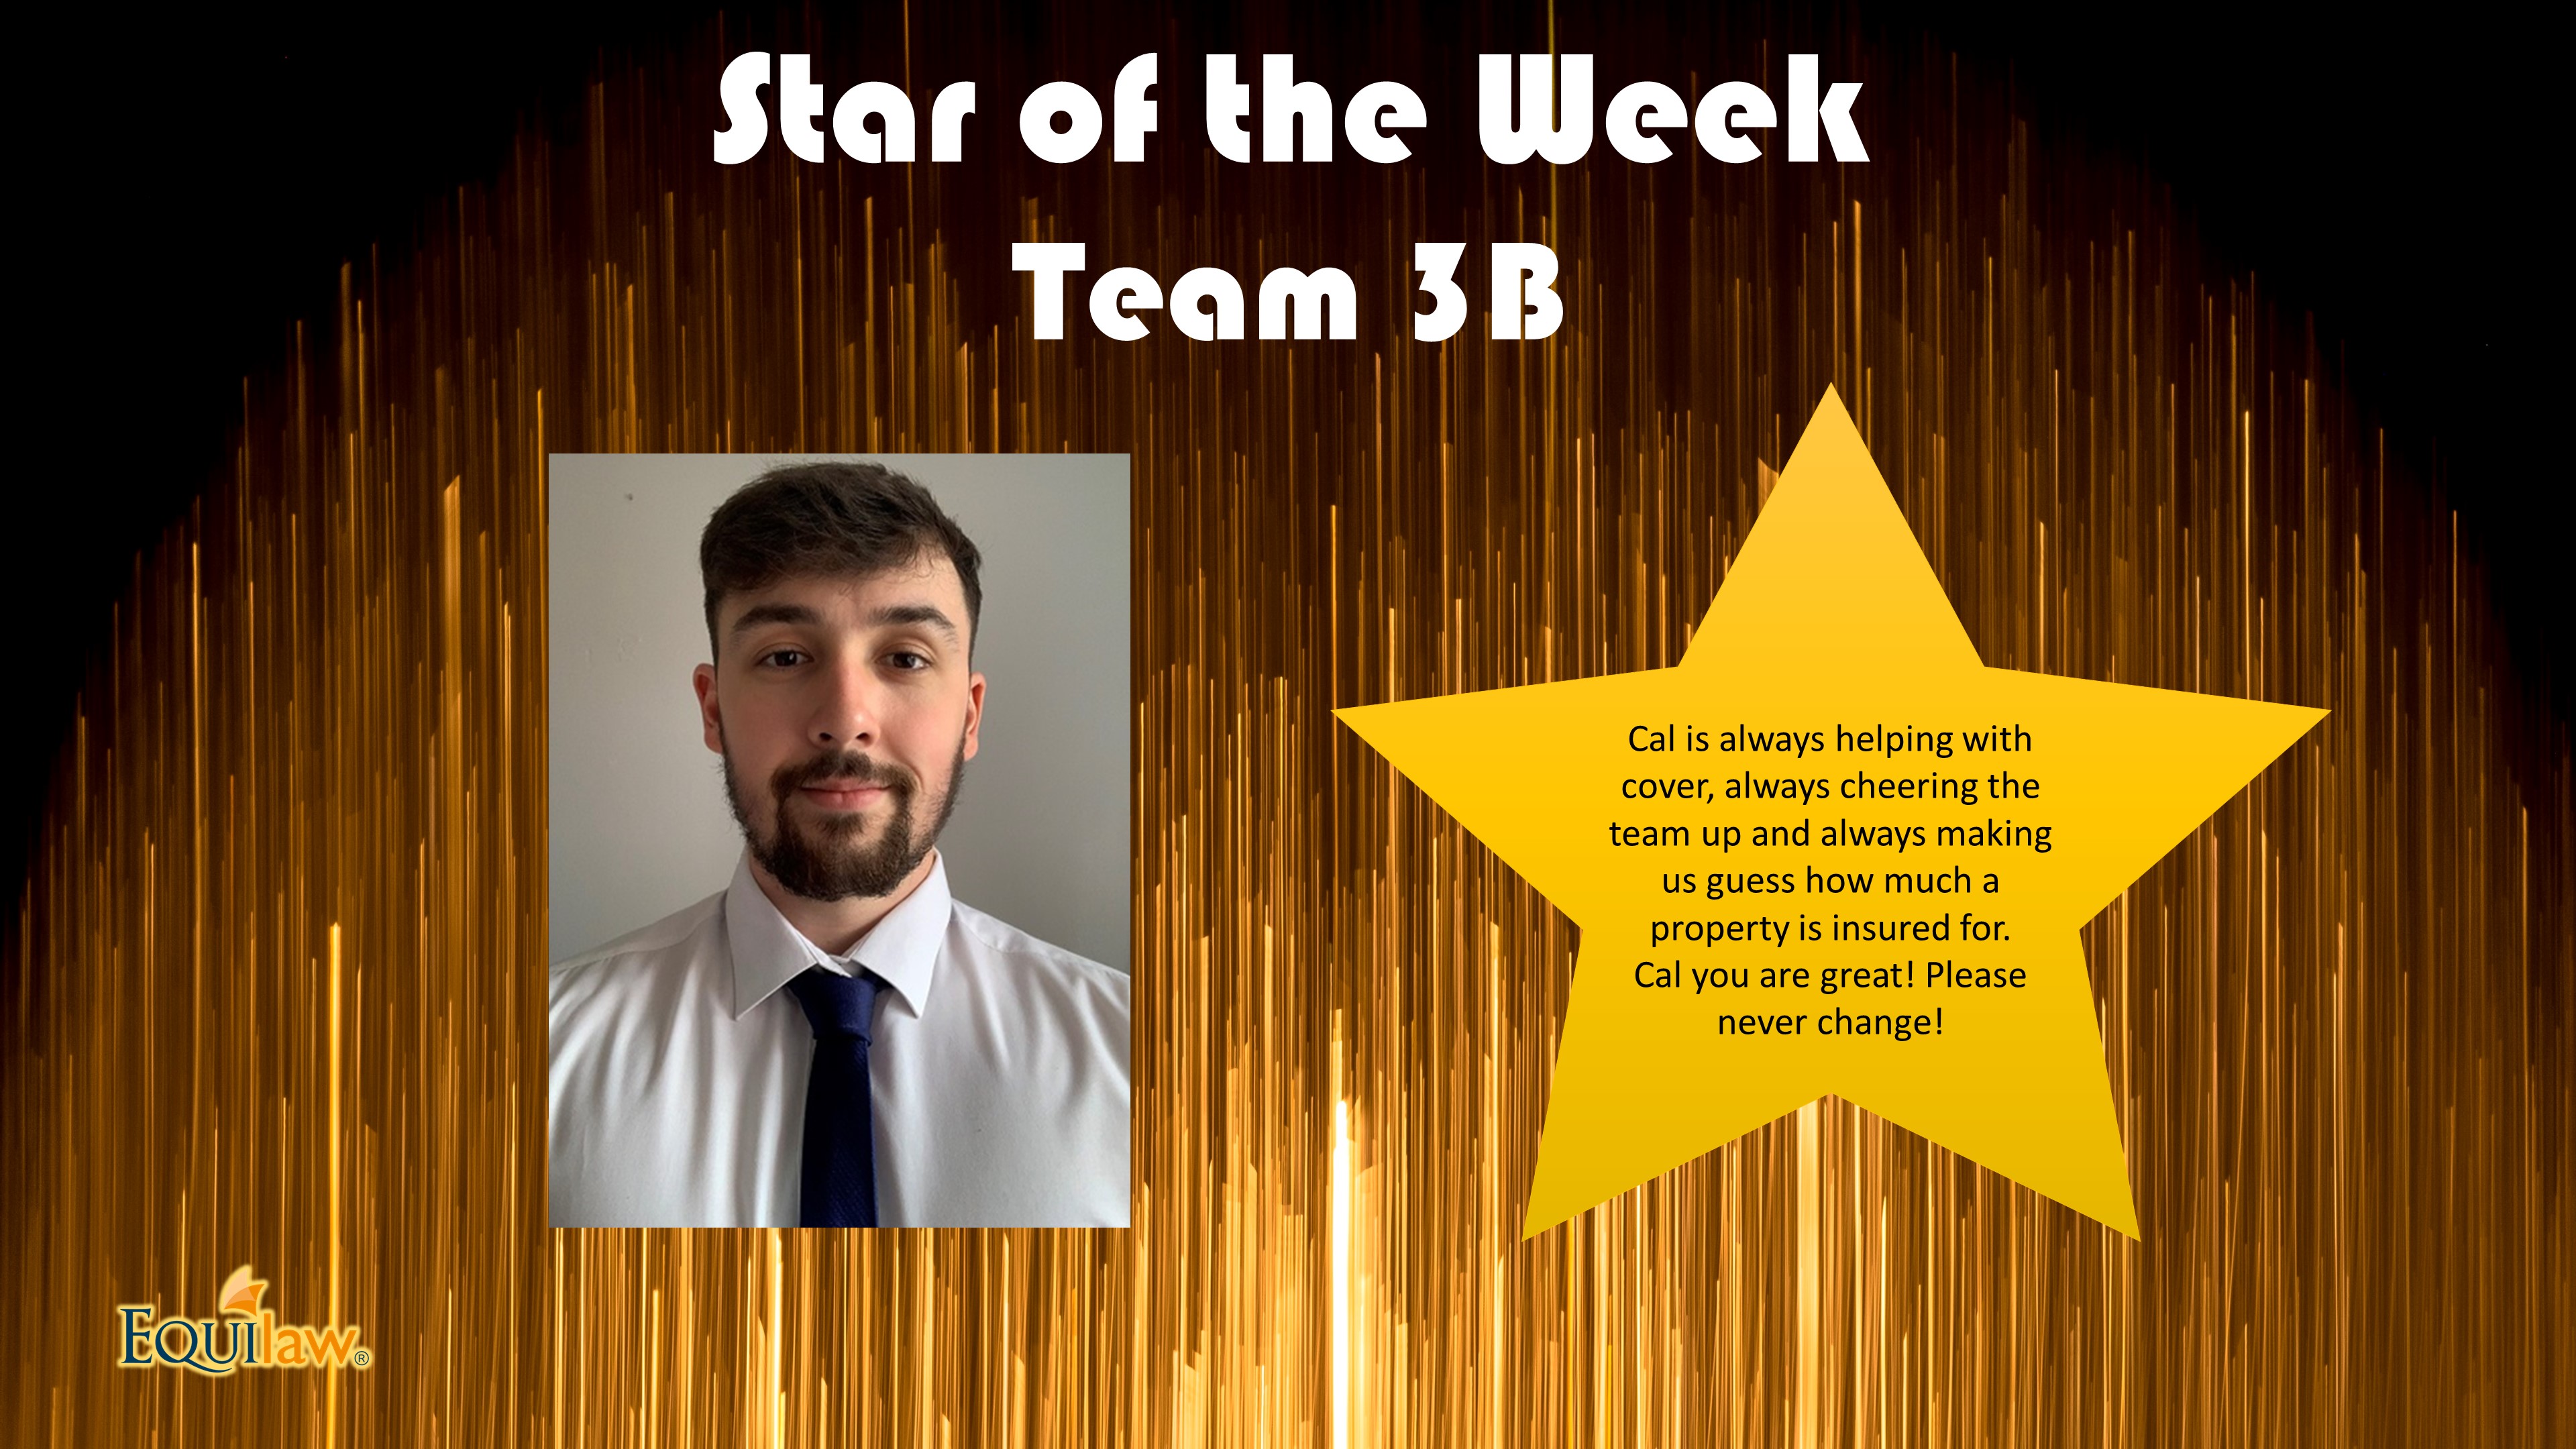 Star of the Week
Team 3B
Cal is always helping with
cover, always cheering the
team up and always making
us guess how much a
property is insured for.
Cal you are great! Please
never change!
EQUIlaw®